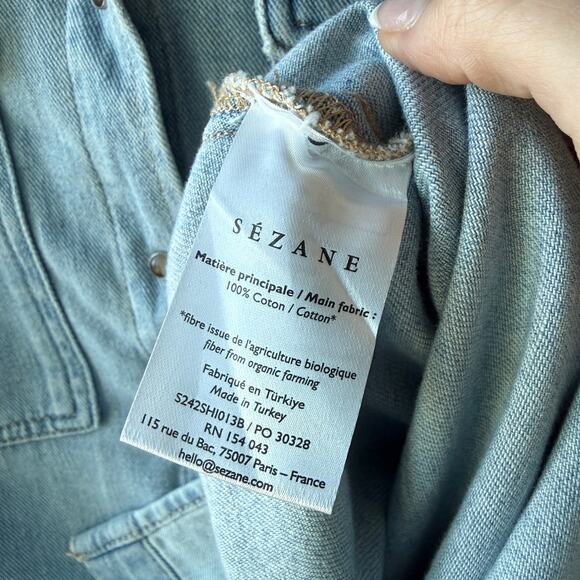 SÉZANE
Matière principale / Main fabric :
100% Coton / Cotton*
*fibre issue de l'agriculture biologique
fiber from organic farming
Fabriqué en Türkiye
Made in Turkey
S242SHI013B / PO 30328
RN 154 043
115 rue du Bac, 75007 Paris – France
hello@sezane.com